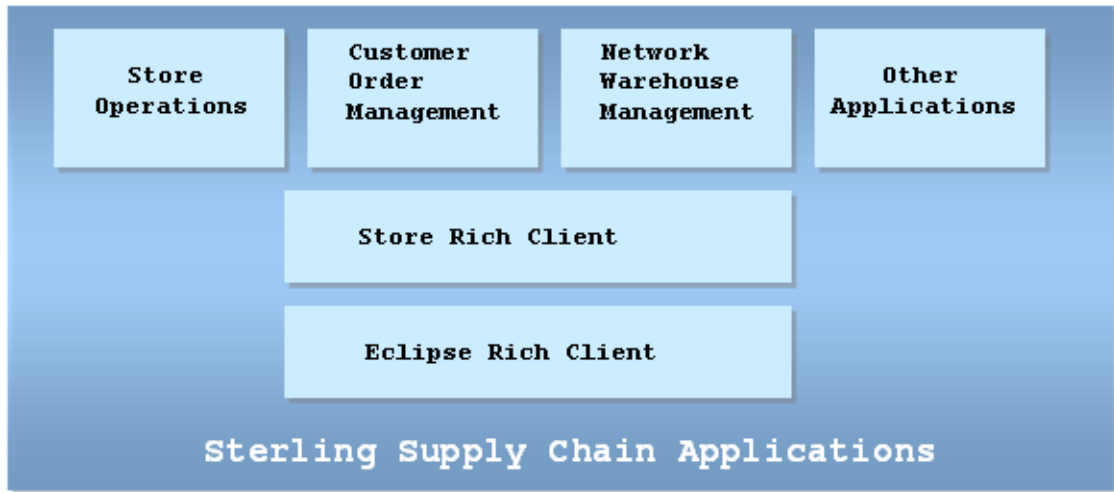 Store
Operations
Customer
Order
Management
Network
Warehouse
Management
Other
Applications
Store Rich Client
Eclipse Rich Client
Sterling Supply Chain Applications